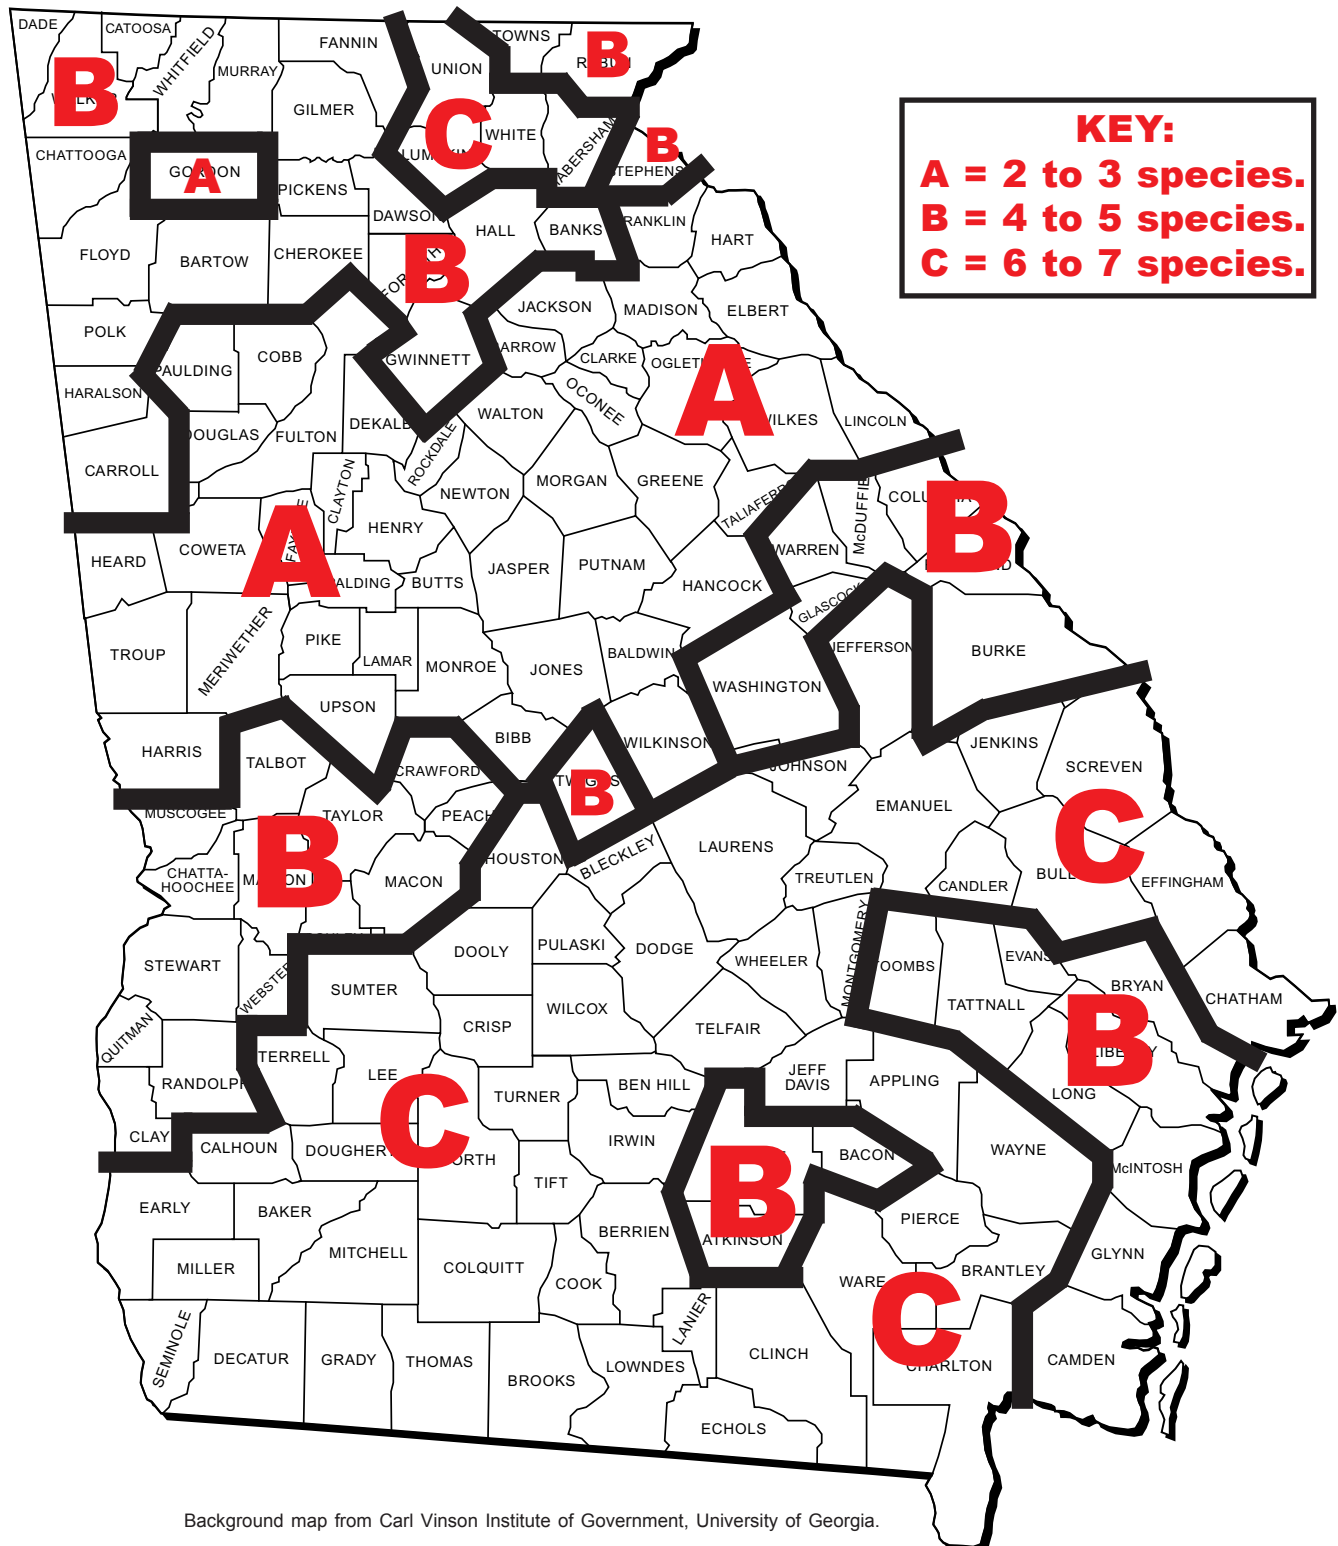 DADE
CATOOSA
WHITFIELD
MURRAY
FANNIN
UNION
TOWNS
B
B
GILMER
C
WHITE
B
KEY:
A = 2 to 3 species.
B = 4 to 5 species.
C = 6 to 7 species.
CHATTOOGA
GORDON
A
PICKENS
DAWSON
STEPHENS
HALL
BANKS
HART
FLOYD
BARTOW
CHEROKEE
B
JACKSON
MADISON
ELBERT
POLK
COBB
GWINNETT
CLARKE
PAULDING
HARALSON
OCONEE
A
LINCOLN
DOUGLAS
FULTON
DEKALB
ROCKDALE
WALTON
CARROLL
CLAYTON
NEWTON
MORGAN
GREENE
TALIAFERRO
McDUFFIE
B
HEARD
COWETA
A
HENRY
BUTTS
JASPER
PUTNAM
HANCOCK
WARREN
GLASCOCK
TROUP
MERIWETHER
PIKE
LAMAR
MONROE
JONES
BALDWIN
WASHINGTON
JEFFERSON
BURKE
UPSON
HARRIS
TALBOT
CRAWFORD
BIBB
WILKINSON
JOHNSON
JENKINS
SCREVEN
MUSCOGEE
TAYLOR
PEACH
B
EMANUEL
C
CHATTA-
HOOCHEE
B
MACON
HOUSTON
BLECKLEY
LAURENS
TREUTLEN
CANDLER
EFFINGHAM
STEWART
WEBSTER
DOOLY
PULASKI
DODGE
WHEELER
MONTGOMERY
TOOMBS
EVANS
BRYAN
CHATHAM
SUMTER
CRISP
WILCOX
TELFAIR
TATTNALL
B
QUITMAN
RANDOLPH
TERRELL
LEE
C
TURNER
BEN HILL
JEFF
DAVIS
APPLING
LONG
CLAY
CALHOUN
IRWIN
B
BACON
WAYNE
McINTOSH
TIFT
EARLY
BAKER
MITCHELL
BERRIEN
ATKINSON
PIERCE
GLYNN
MILLER
COLQUITT
COOK
WARE
C
BRANTLEY
SEMINOLE
DECATUR
GRADY
THOMAS
BROOKS
LOWNDES
LANIER
CLINCH
CHARLTON
CAMDEN
ECHOLS
Background map from Carl Vinson Institute of Government, University of Georgia.